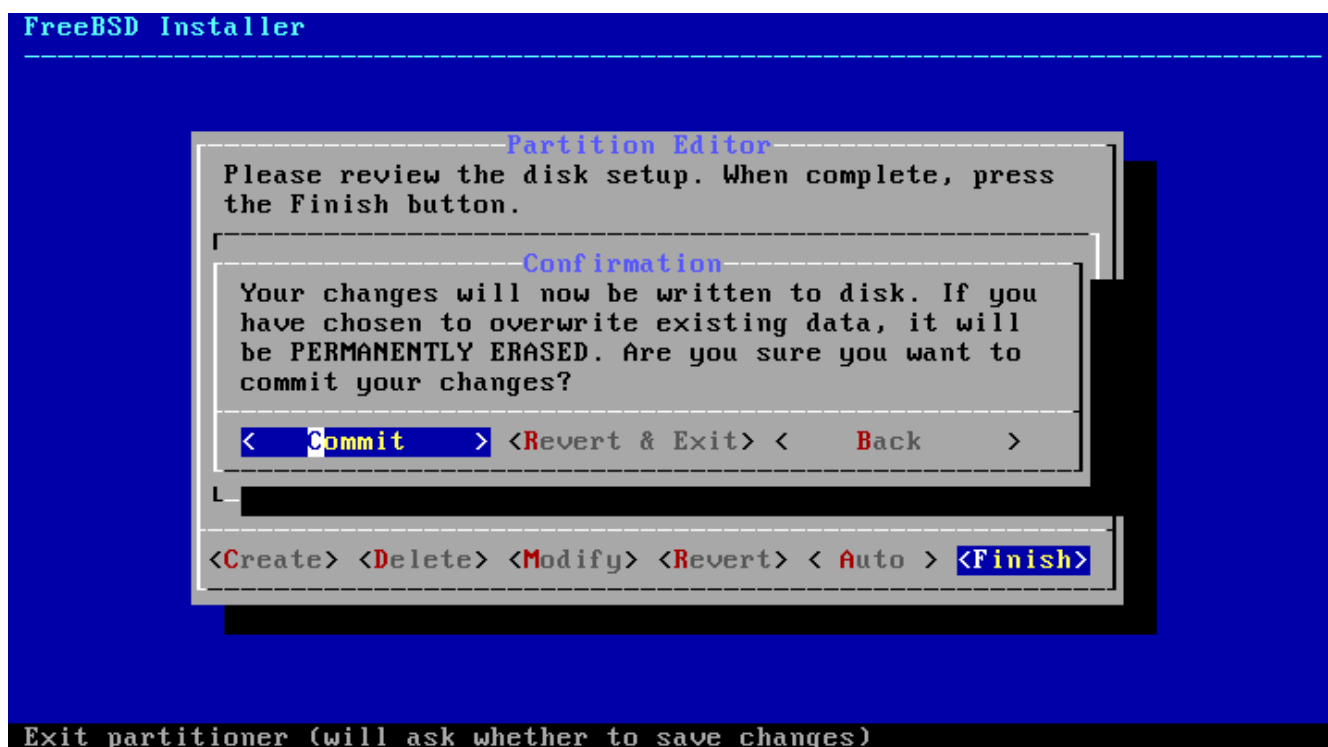 FreeBSD Installer
Partition Editor
Please review the disk setup. When complete, press
the Finish button.
Confirmation
Your changes will now be written to disk. If you
have chosen to overwrite existing data, it will
be PERMANENTLY ERASED. Are you sure you want to
commit your changes?
< Commit > <Revert & Exit> < Back >
<Create> <Delete> <Modify> <Revert> < Auto > <Finish>
Exit partitioner (will ask whether to save changes)